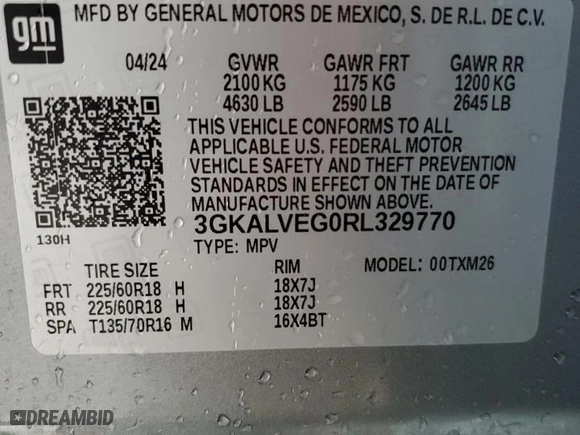 gm
MFD BY GENERAL MOTORS DE MEXICO, S. DE R.L. DE C.V.
04/24 GVWR GAWR FRT GAWR RR
2100 KG 1175 KG 1200 KG
4630 LB 2590 LB 2645 LB
THIS VEHICLE CONFORMS TO ALL
APPLICABLE U.S. FEDERAL MOTOR
VEHICLE SAFETY AND THEFT PREVENTION
STANDARDS IN EFFECT ON THE DATE OF
MANUFACTURE SHOWN ABOVE.
130H
3GKALVEG0RL329770
TYPE: MPV
TIRE SIZE RIM MODEL: 00TXM26
FRT 225/60R18 H 18X7J
RR 225/60R18 H 18X7J
SPA T135/70R16 M 16X4BT
DREAMBID